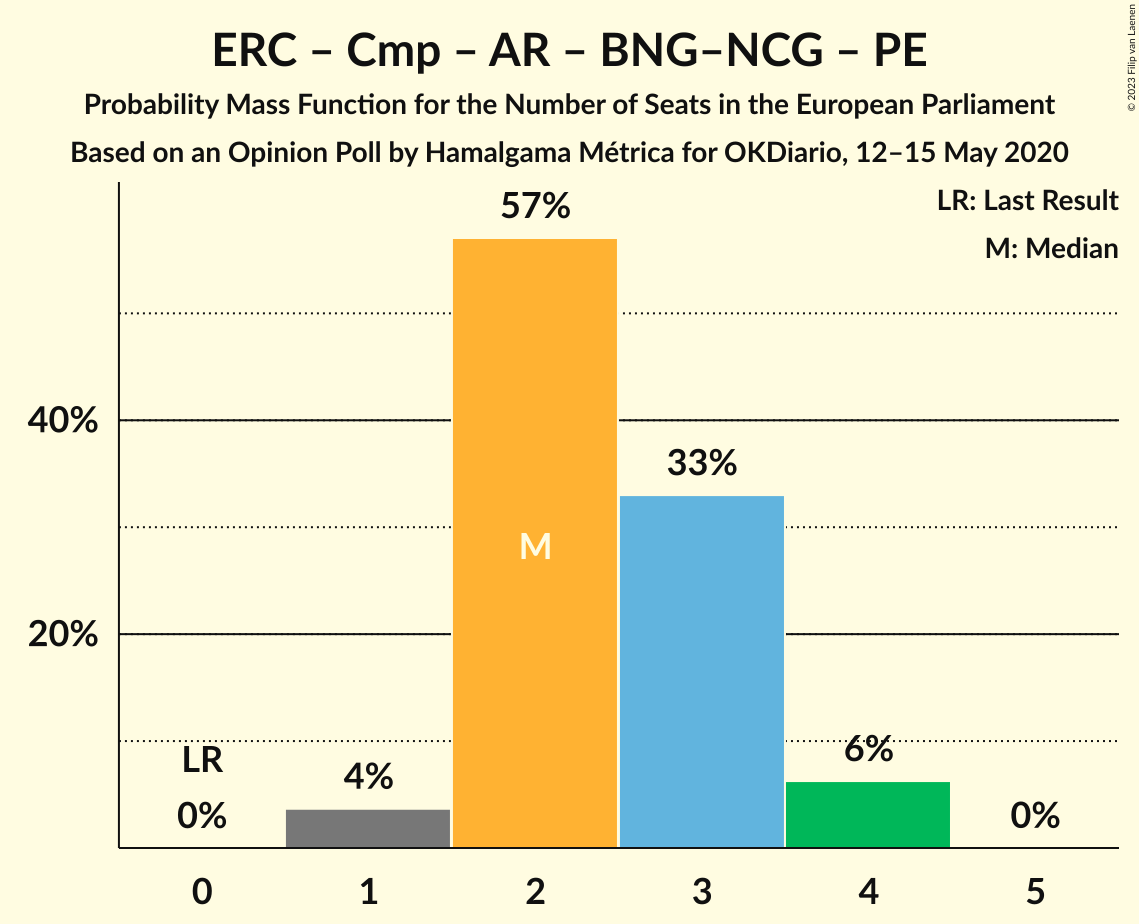 ERC – Cmp – AR – BNG–NCG – PE
Probability Mass Function for the Number of Seats in the European Parliament
Based on an Opinion Poll by Hamalgama Métrica for OKDiario, 12–15 May 2020
© 2023 Filip van Laenen
LR: Last Result
M: Median
57%
40%
33%
M
20%
LR
6%
4%
0%
0%
0 1 2 3 4 5